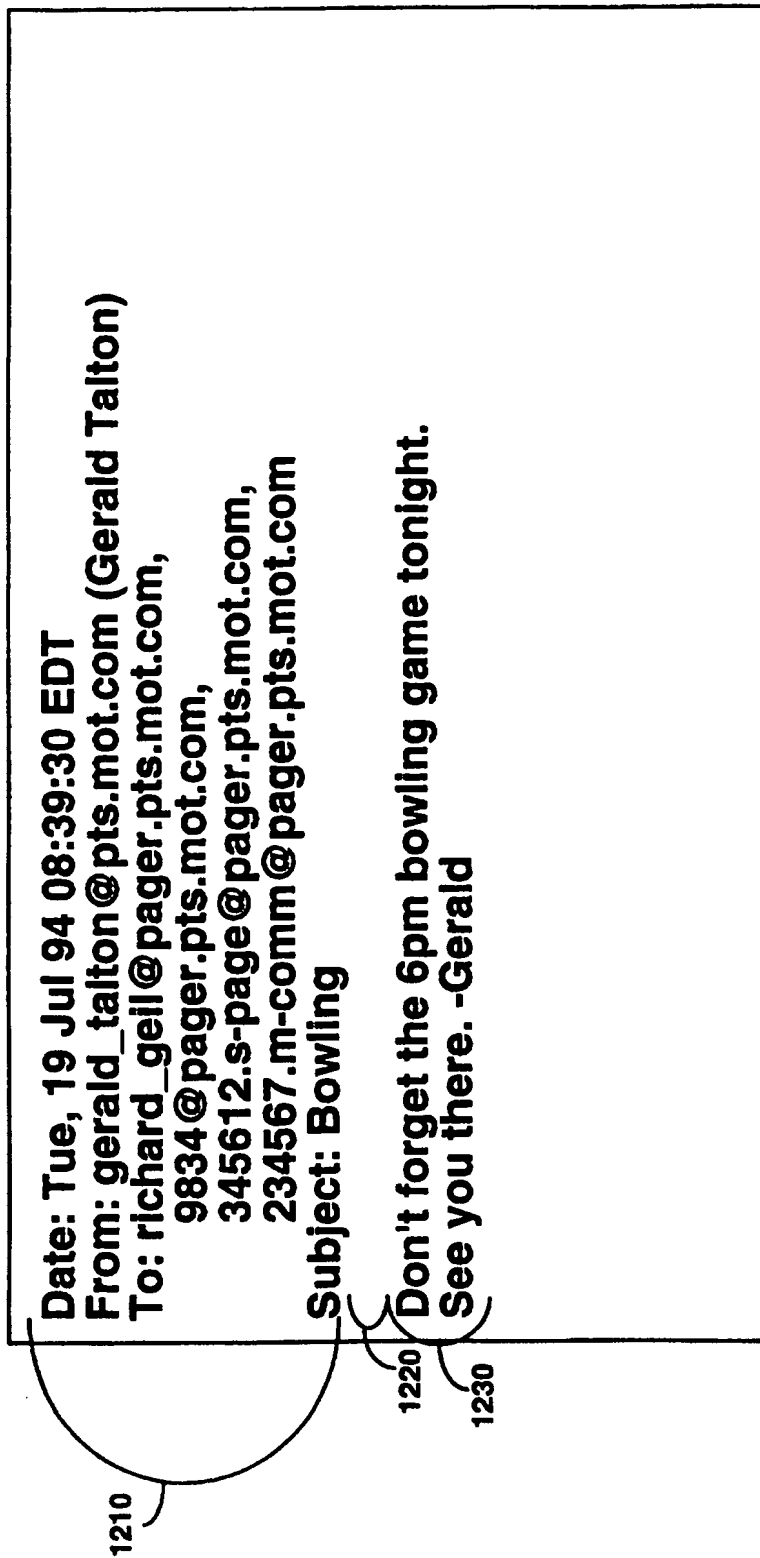 Date: Tue, 19 Jul 94 08:39:30 EDT
From: gerald_talton@pts.mot.com (Gerald Talton)
To: richard_geil@pager.pts.mot.com,
9834@pager.pts.mot.com,
345612.s-page@pager.pts.mot.com,
234567.m-comm@pager.pts.mot.com
Subject: Bowling
Don't forget the 6pm bowling game tonight.
See you there. -Gerald
1210
1220
1230